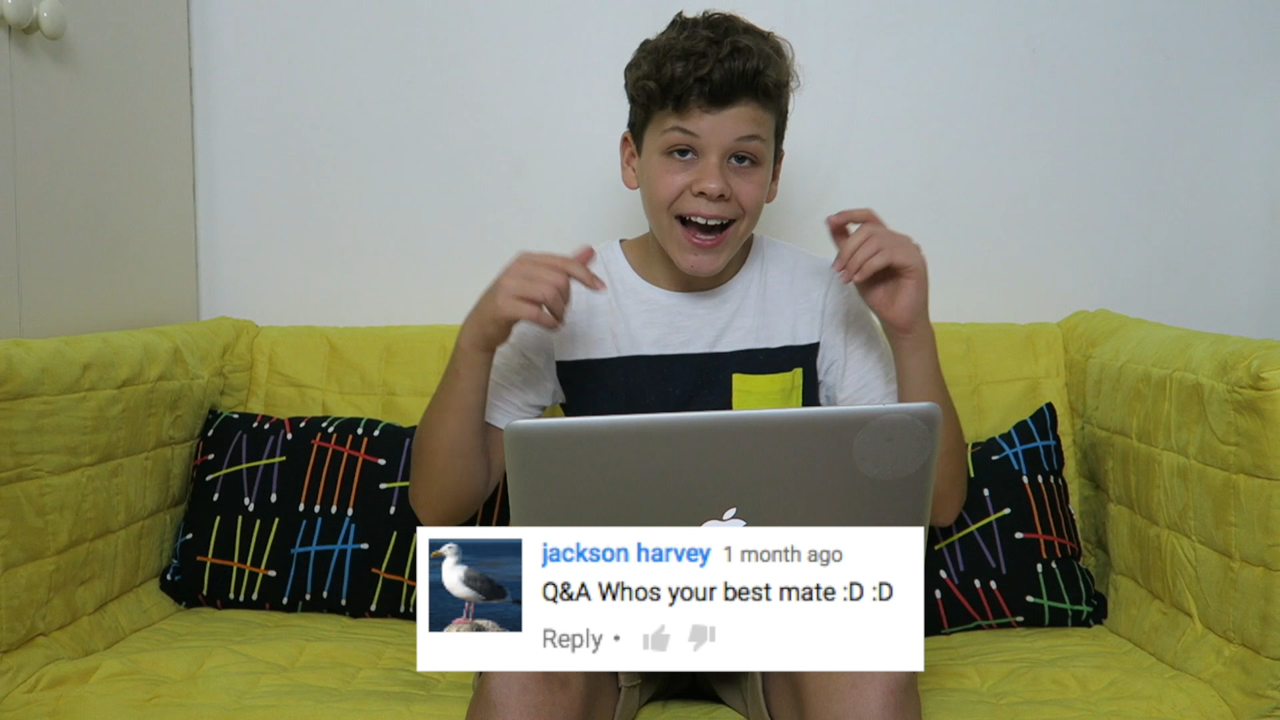 jackson harvey 1 month ago
Q&A Whos your best mate :D :D
Reply •